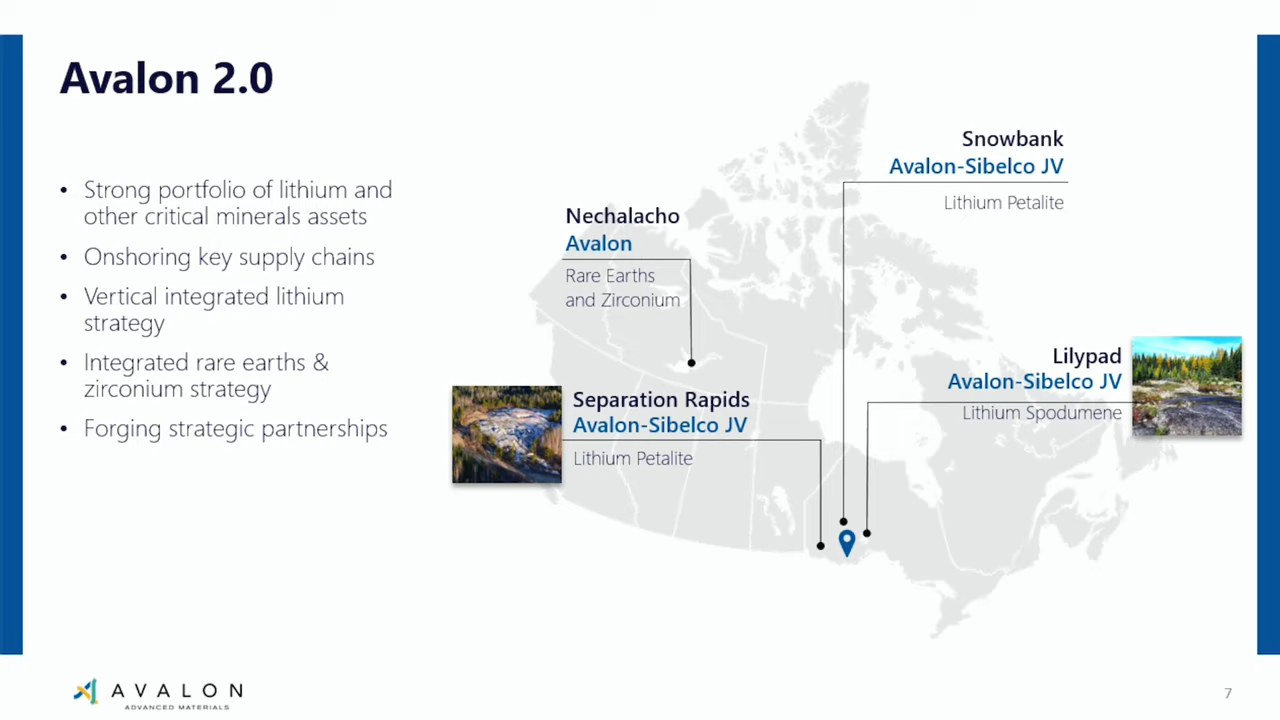 Avalon 2.0
• Strong portfolio of lithium and
other critical minerals assets
• Onshoring key supply chains
• Vertical integrated lithium
strategy
• Integrated rare earths &
zirconium strategy
• Forging strategic partnerships
Snowbank
Avalon-Sibelco JV
Lithium Petalite
Nechalacho
Avalon
Rare Earths
and Zirconium
Lilypad
Avalon-Sibelco JV
Lithium Spodumene
Separation Rapids
Avalon-Sibelco JV
Lithium Petalite
AVALON
ADVANCED MATERIALS
7